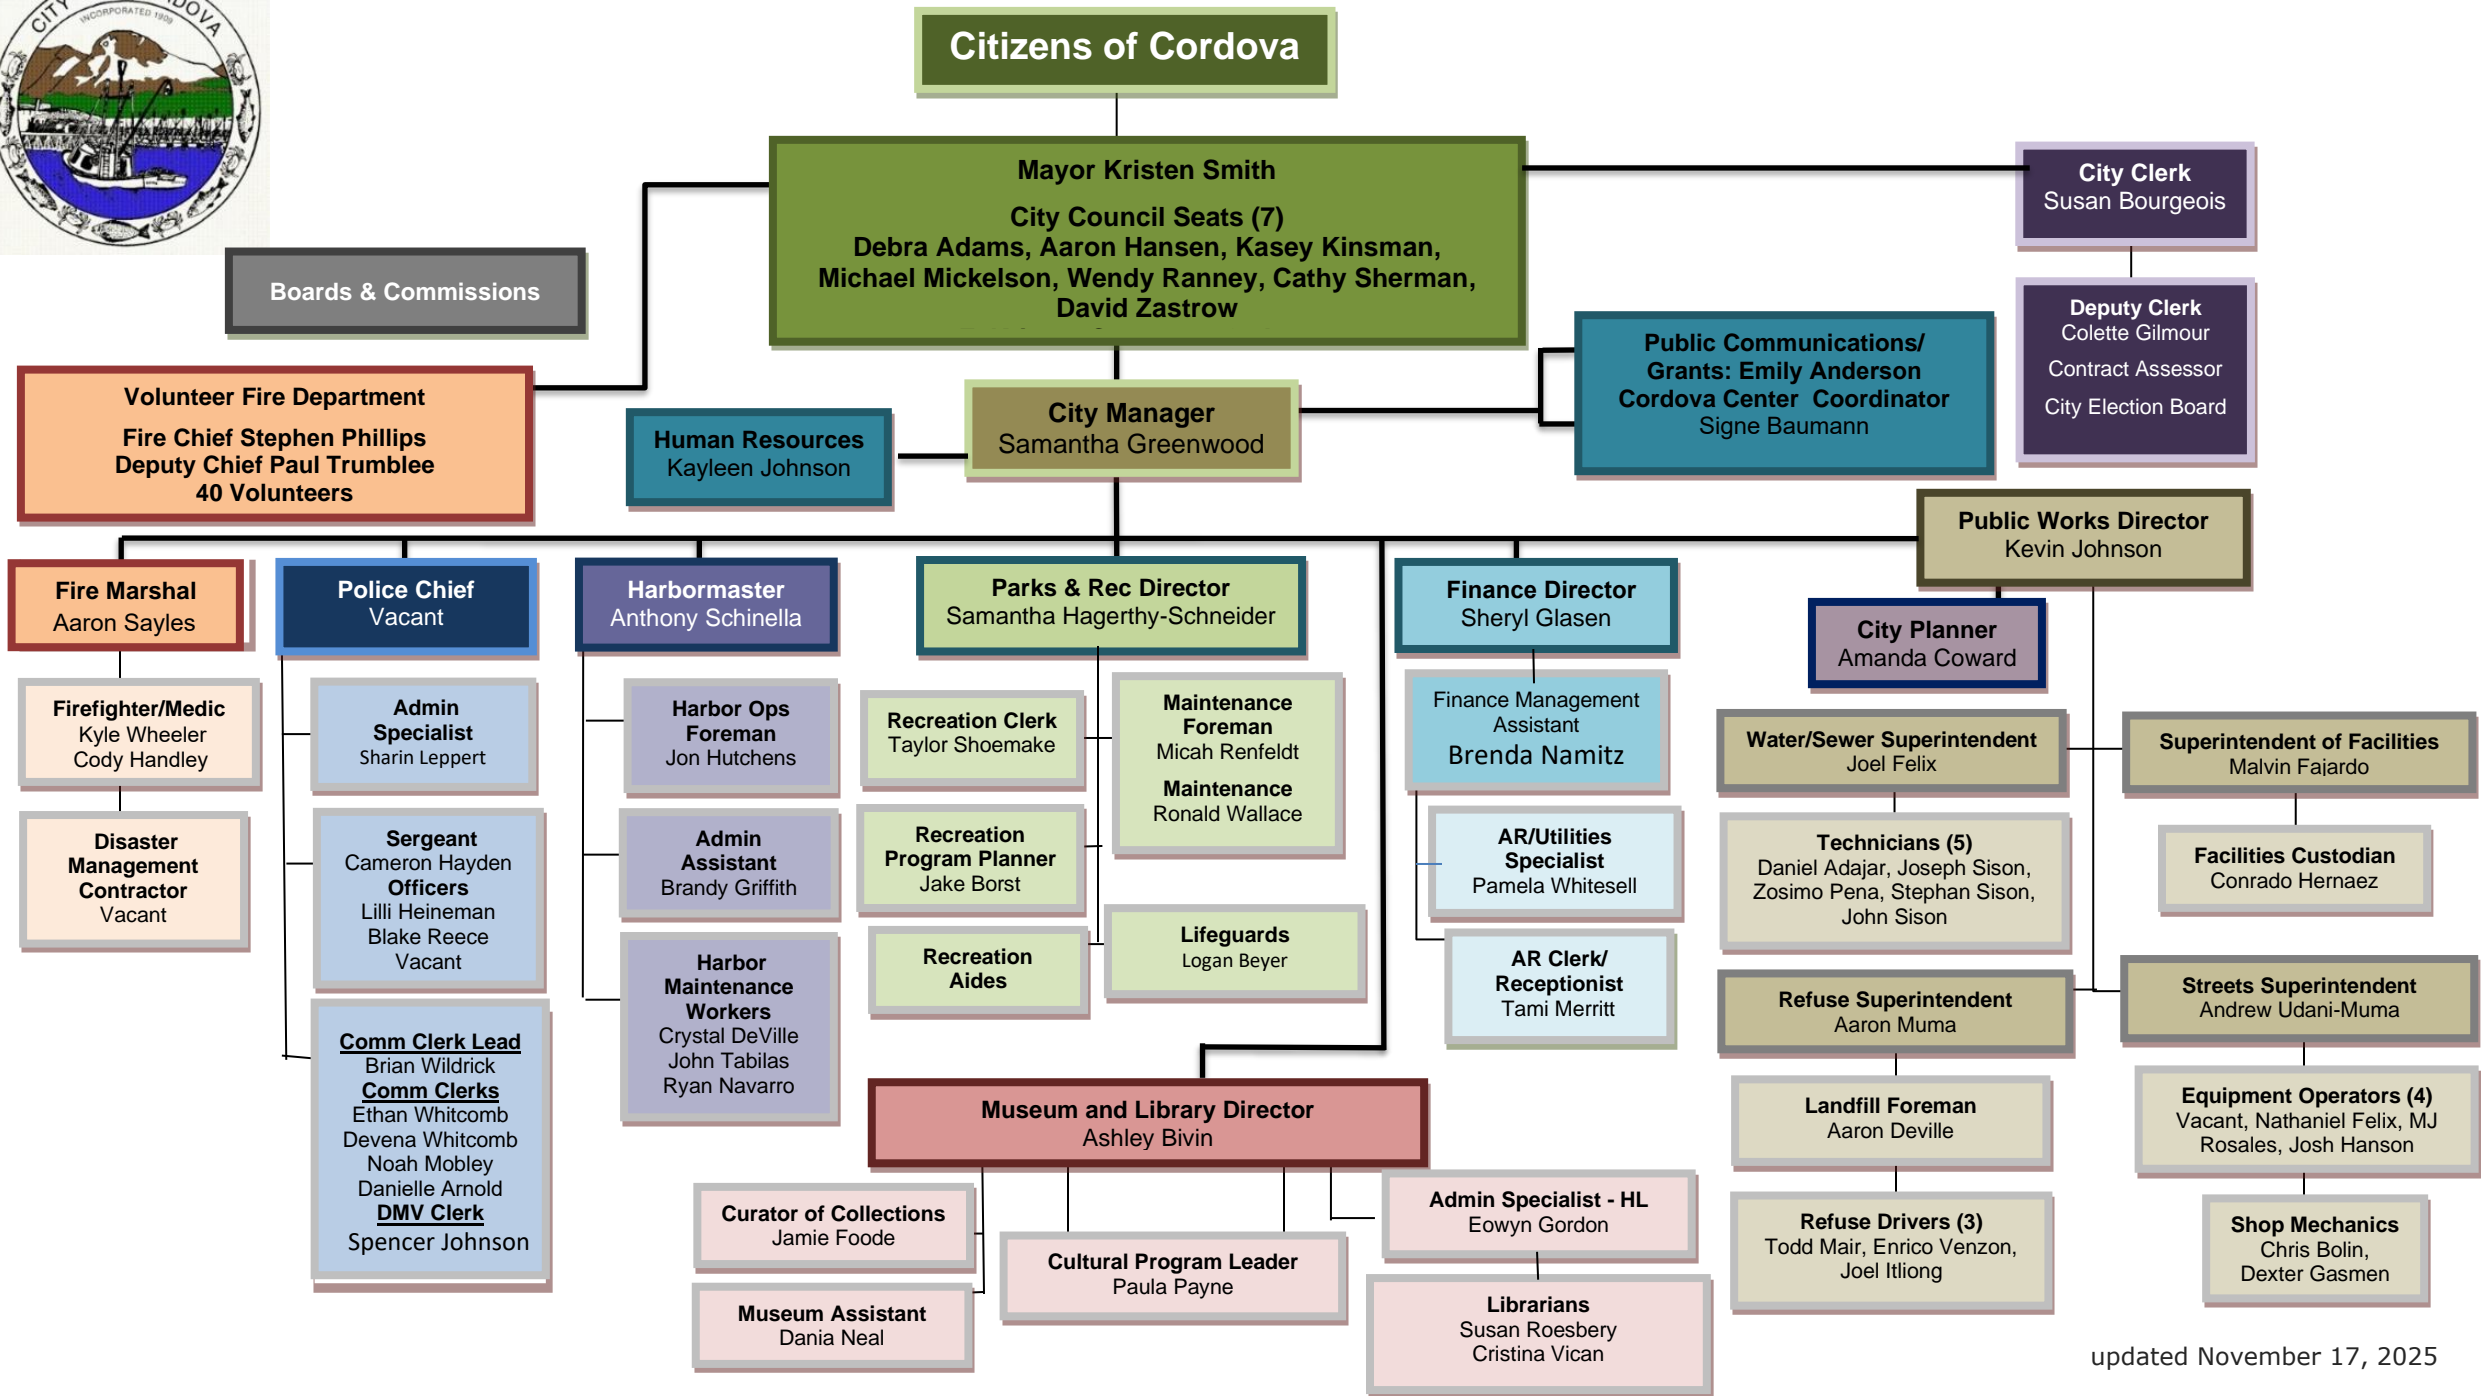 CITY
DOVA
INCORPORATED 1909
Citizens of Cordova
Mayor Kristen Smith
City Council Seats (7)
Debra Adams, Aaron Hansen, Kasey Kinsman,
Michael Mickelson, Wendy Ranney, Cathy Sherman,
David Zastrow
City Clerk
Susan Bourgeois
Boards & Commissions
Deputy Clerk
Colette Gilmour
Contract Assessor
City Election Board
Public Communications/
Grants: Emily Anderson
Cordova Center  Coordinator
Signe Baumann
Volunteer Fire Department
Fire Chief Stephen Phillips
Deputy Chief Paul Trumblee
40 Volunteers
Human Resources
Kayleen Johnson
City Manager
Samantha Greenwood
Public Works Director
Kevin Johnson
Fire Marshal
Aaron Sayles
Police Chief
Vacant
Harbormaster
Anthony Schinella
Parks & Rec Director
Samantha Hagerthy-Schneider
Finance Director
Sheryl Glasen
City Planner
Amanda Coward
Firefighter/Medic
Kyle Wheeler
Cody Handley
Disaster
Management
Contractor
Vacant
Admin
Specialist
Sharin Leppert
Sergeant
Cameron Hayden
Officers
Lilli Heineman
Blake Reece
Vacant
Comm Clerk Lead
Brian Wildrick
Comm Clerks
Ethan Whitcomb
Devena Whitcomb
Noah Mobley
Danielle Arnold
DMV Clerk
Spencer Johnson
Harbor Ops
Foreman
Jon Hutchens
Admin
Assistant
Brandy Griffith
Harbor
Maintenance
Workers
Crystal DeVille
John Tabilas
Ryan Navarro
Recreation Clerk
Taylor Shoemake
Maintenance
Foreman
Micah Renfeldt
Maintenance
Ronald Wallace
Recreation
Program Planner
Jake Borst
Recreation
Aides
Lifeguards
Logan Beyer
Finance Management
Assistant
Brenda Namitz
AR/Utilities
Specialist
Pamela Whitesell
AR Clerk/
Receptionist
Tami Merritt
Water/Sewer Superintendent
Joel Felix
Superintendent of Facilities
Malvin Fajardo
Technicians (5)
Daniel Adajar, Joseph Sison,
Zosimo Pena, Stephan Sison,
John Sison
Facilities Custodian
Conrado Hernaez
Refuse Superintendent
Aaron Muma
Streets Superintendent
Andrew Udani-Muma
Landfill Foreman
Aaron Deville
Equipment Operators (4)
Vacant, Nathaniel Felix, MJ
Rosales, Josh Hanson
Refuse Drivers (3)
Todd Mair, Enrico Venzon,
Joel Itliong
Shop Mechanics
Chris Bolin,
Dexter Gasmen
Museum and Library Director
Ashley Bivin
Curator of Collections
Jamie Foode
Museum Assistant
Dania Neal
Cultural Program Leader
Paula Payne
Admin Specialist - HL
Eowyn Gordon
Librarians
Susan Roesbery
Cristina Vican
updated November 17, 2025